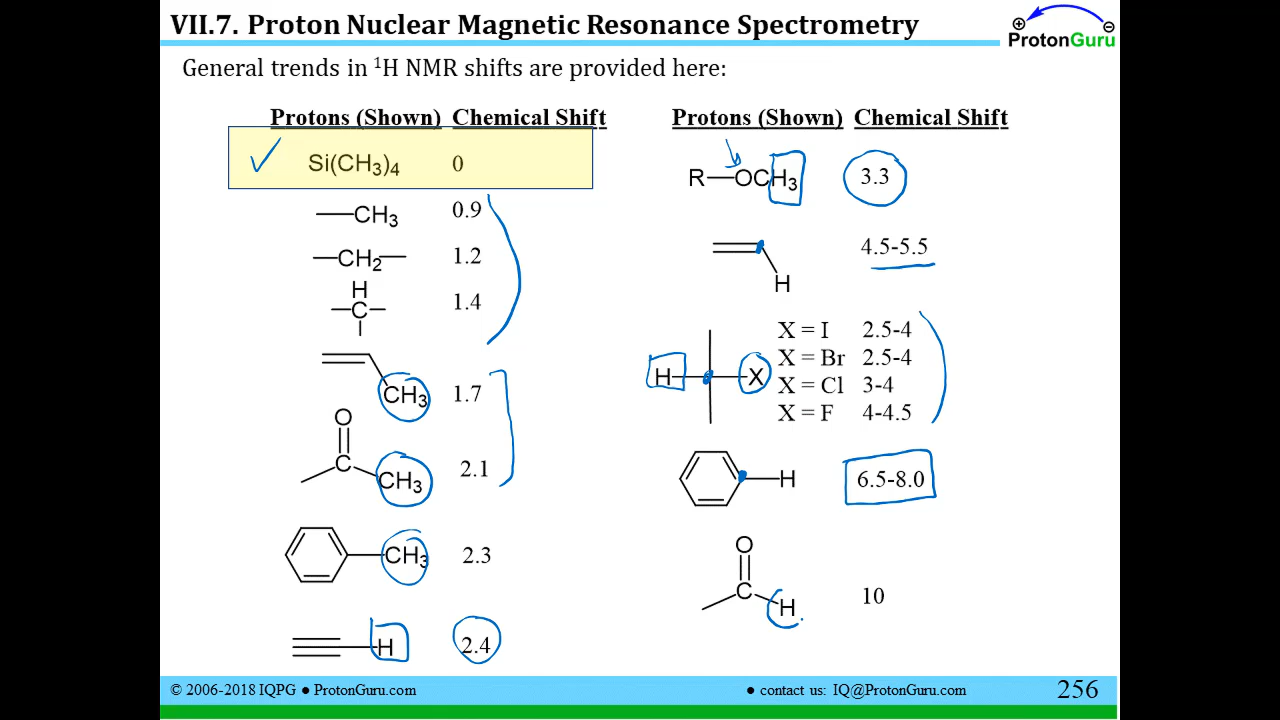 VII.7. Proton Nuclear Magnetic Resonance Spectrometry
ProtonGuru
General trends in ¹H NMR shifts are provided here:
Protons (Shown) Chemical Shift
Si(CH₃)₄ 0
—CH₃ 0.9
—CH₂— 1.2
H
—C— 1.4
CH₃ 1.7
O
C CH₃ 2.1
CH₃ 2.3
H 2.4
Protons (Shown) Chemical Shift
R—OCH₃ 3.3
4.5-5.5
H
X = I 2.5-4
X = Br 2.5-4
H X X = Cl 3-4
X = F 4-4.5
H 6.5-8.0
O
C H 10
© 2006-2018 IQPG ● ProtonGuru.com
● contact us: IQ@ProtonGuru.com
256